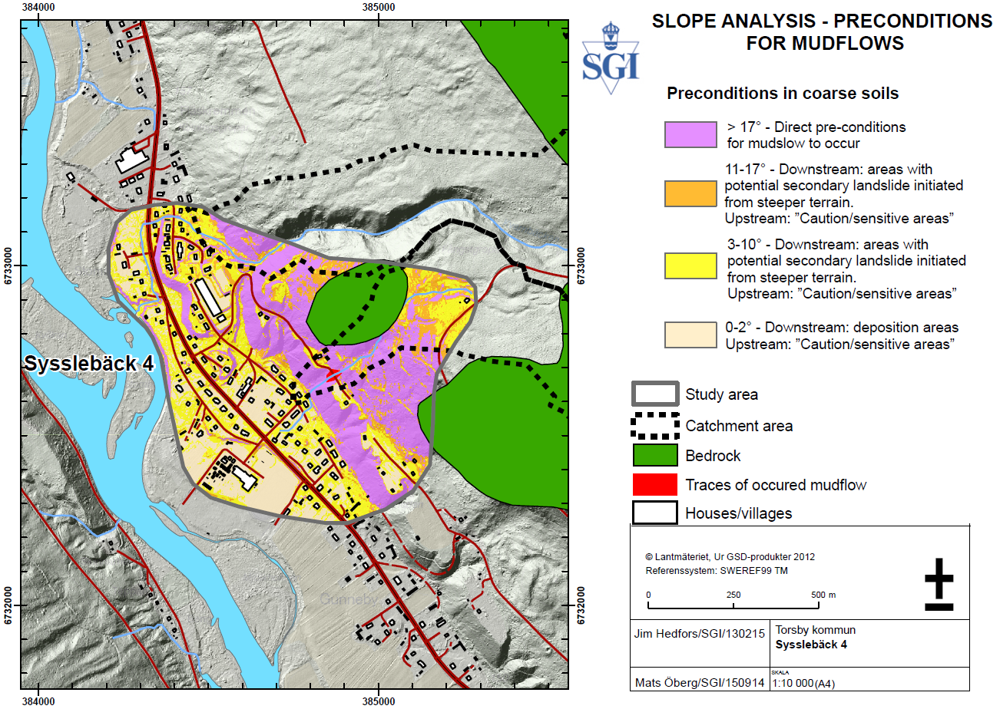 384000
385000
SLOPE ANALYSIS - PRECONDITIONS
FOR MUDFLOWS
SGI
Preconditions in coarse soils
> 17° - Direct pre-conditions
for mudslow to occur
11-17° - Downstream: areas with
potential secondary landslide initiated
from steeper terrain.
Upstream: ”Caution/sensitive areas”
3-10° - Downstream: areas with
potential secondary landslide initiated
from steeper terrain.
Upstream: ”Caution/sensitive areas”
0-2° - Downstream: deposition areas
Upstream: ”Caution/sensitive areas”
6733000
6733000
Sysslebäck 4
Study area
Catchment area
Bedrock
Traces of occured mudflow
Houses/villages
© Lantmäteriet, Ur GSD-produkter 2012
Referenssystem: SWEREF99 TM
0 250 500 m
Gunneby
6732000
6732000
Jim Hedfors/SGI/130215
Torsby kommun
Sysslebäck 4
Mats Öberg/SGI/150914
SKALA
1:10 000 (A4)
384000
385000